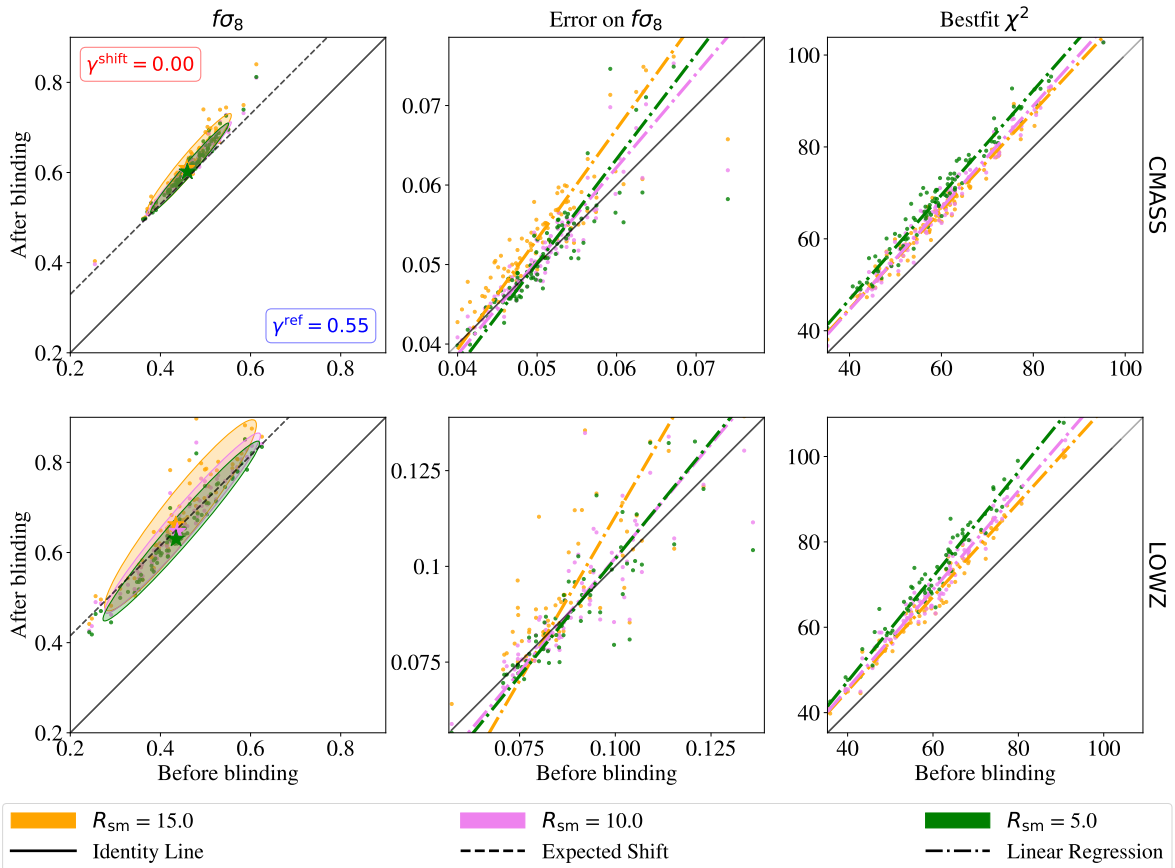 fσ₈
Error on fσ₈
Bestfit χ²
γ^shift = 0.00
γ^ref = 0.55
After blinding
0.8
0.6
0.4
0.2
0.2 0.4 0.6 0.8
0.07
0.06
0.05
0.04
0.04 0.05 0.06 0.07
100
80
60
40
40 60 80 100
CMASS
After blinding
0.8
0.6
0.4
0.2
0.2 0.4 0.6 0.8
Before blinding
0.125
0.1
0.075
0.075 0.100 0.125
Before blinding
100
80
60
40
40 60 80 100
Before blinding
LOWZ
R_sm = 15.0 R_sm = 10.0 R_sm = 5.0
Identity Line Expected Shift Linear Regression